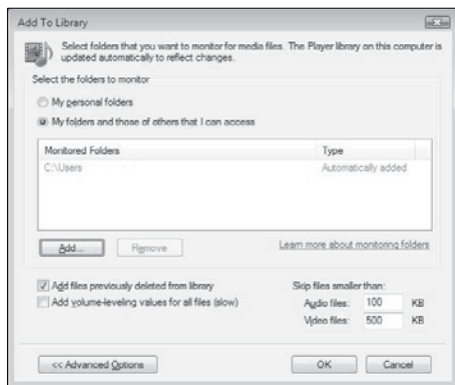 Add To Library
Select folders that you want to monitor for media files. The Player library on this computer is
updated automatically to reflect changes.
Select the folders to monitor
My personal folders
My folders and those of others that I can access
Monitored Folders Type
C:\Users Automatically added
Add... Remove Learn more about monitoring folders
Add files previously deleted from library
Add volume-leveling values for all files (slow)
Skip files smaller than:
Audio files: 100 KB
Video files: 500 KB
<< Advanced Options OK Cancel